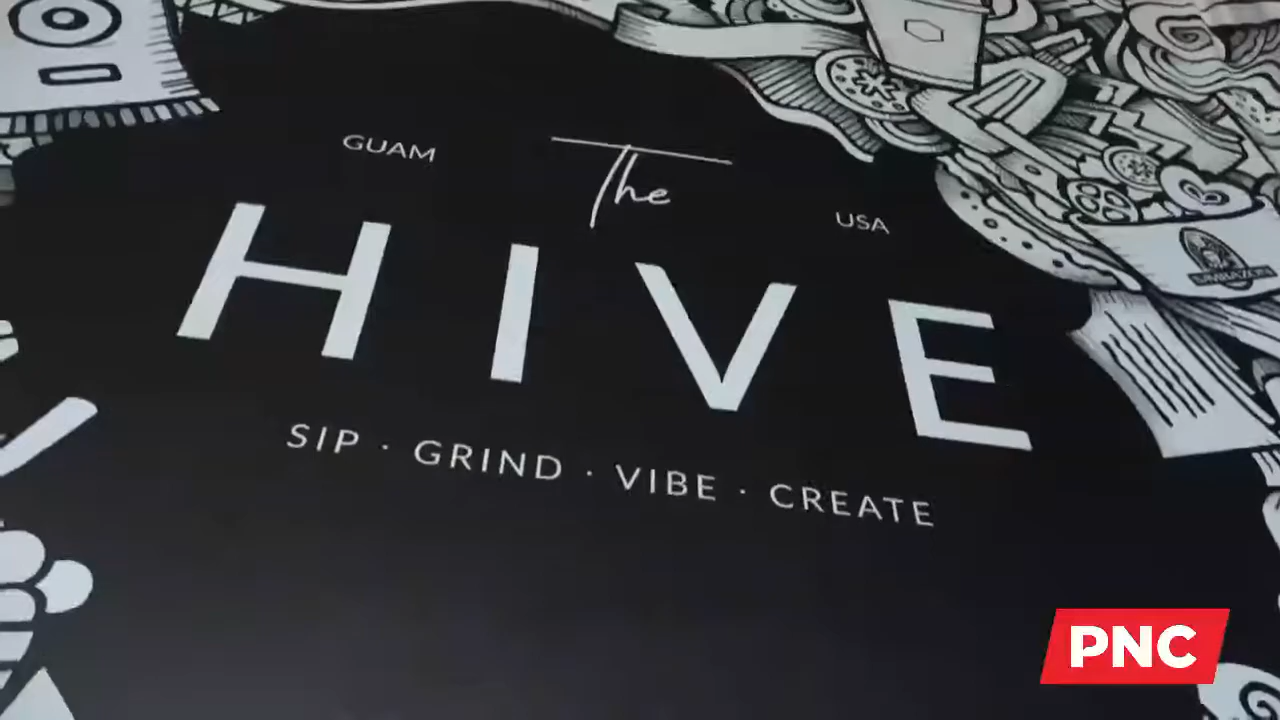 GUAM
The
USA
HIVE
SIP · GRIND · VIBE · CREATE
PNC